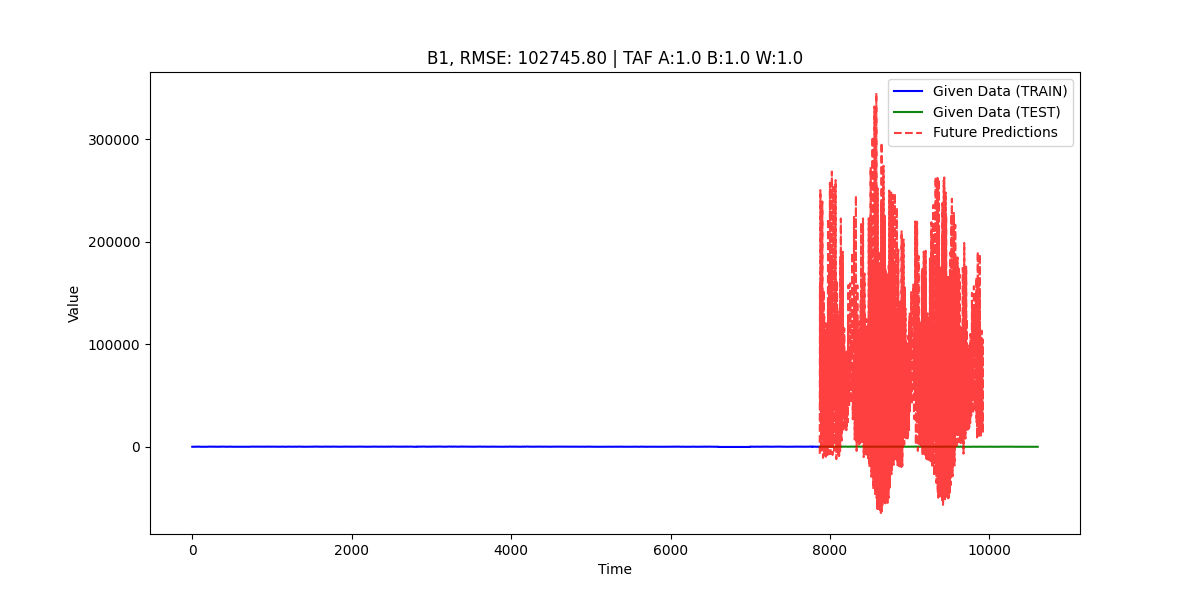 B1, RMSE: 102745.80 | TAF A:1.0 B:1.0 W:1.0
Given Data (TRAIN)
Given Data (TEST)
Future Predictions
300000
200000
100000
0
Value
0 2000 4000 6000 8000 10000
Time